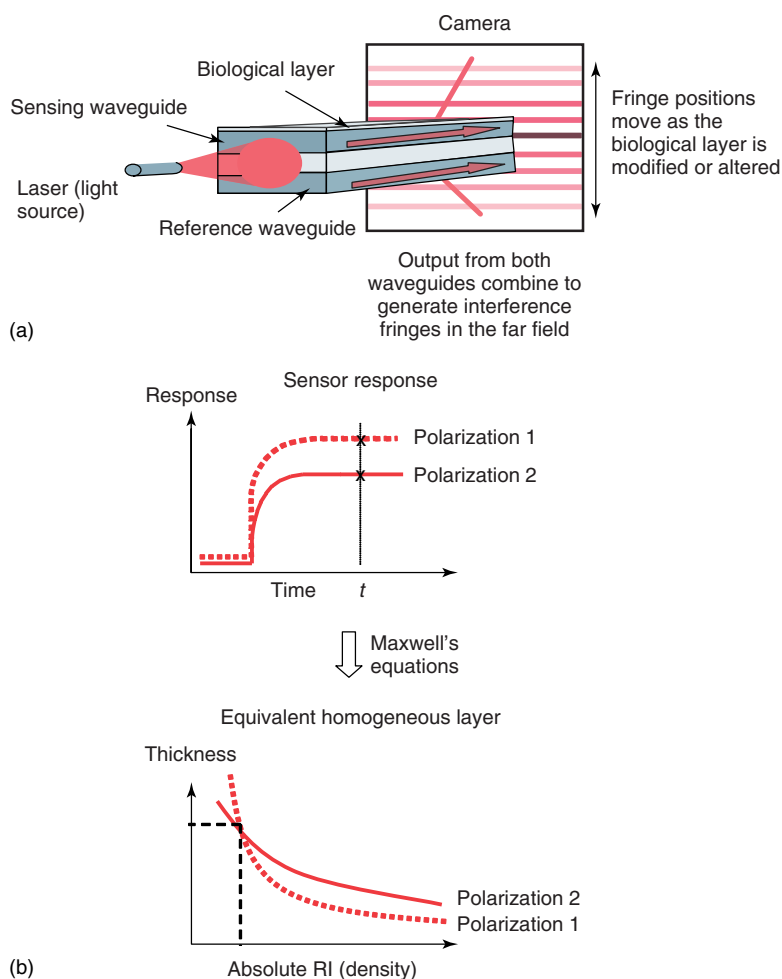 Camera
Biological layer
Sensing waveguide
Laser (light
source)
Reference waveguide
Fringe positions
move as the
biological layer is
modified or altered
Output from both
waveguides combine to
generate interference
fringes in the far field
(a)
Sensor response
Response
Polarization 1
x
Polarization 2
x
Time
t
Maxwell's
equations
Equivalent homogeneous layer
Thickness
Polarization 2
Polarization 1
Absolute RI (density)
(b)